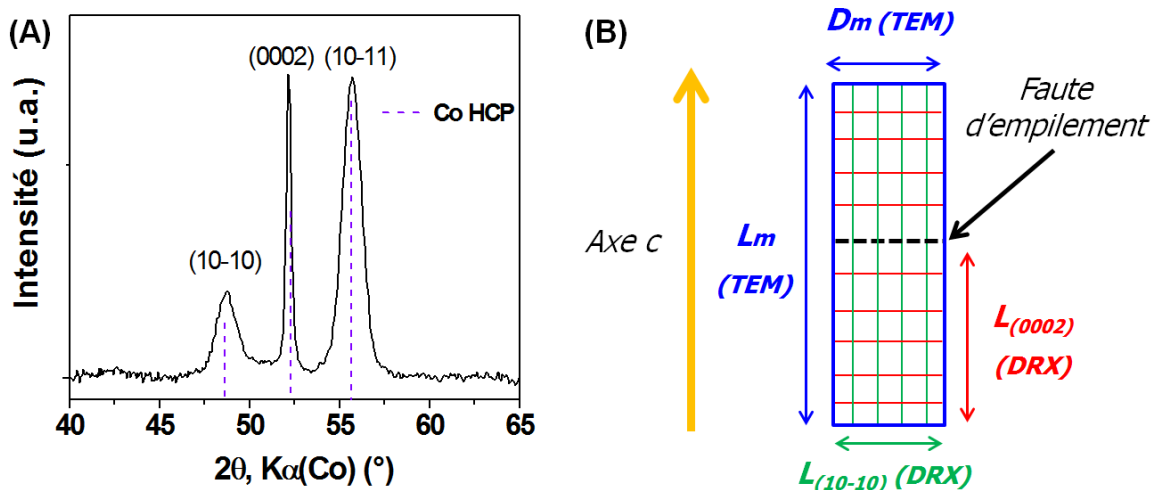 (A)
Intensité (u.a.)
(10-10)
(0002)
(10-11)
Co HCP
40 45 50 55 60 65
2θ, Kα(Co) (°)
(B)
Dm (TEM)
Axe c
Lm
(TEM)
Faute
d'empilement
L(0002)
(DRX)
L(10-10) (DRX)